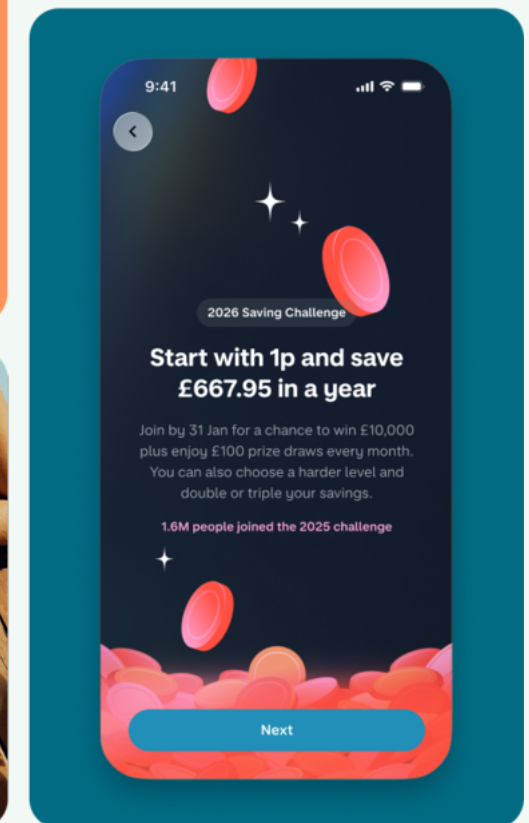 9:41
2026 Saving Challenge
Start with 1p and save
£667.95 in a year
Join by 31 Jan for a chance to win £10,000
plus enjoy £100 prize draws every month.
You can also choose a harder level and
double or triple your savings.
1.6M people joined the 2025 challenge
Next